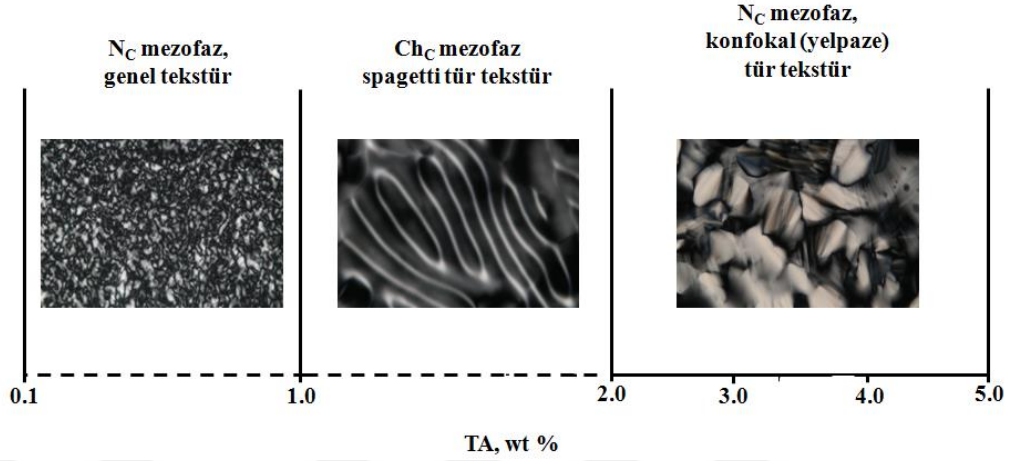 N_C mezofaz,
genel tekstür
Ch_C mezofaz
spagetti tür tekstür
N_C mezofaz,
konfokal (yelpaze)
tür tekstür
0.1 1.0 2.0 3.0 4.0 5.0
TA, wt %